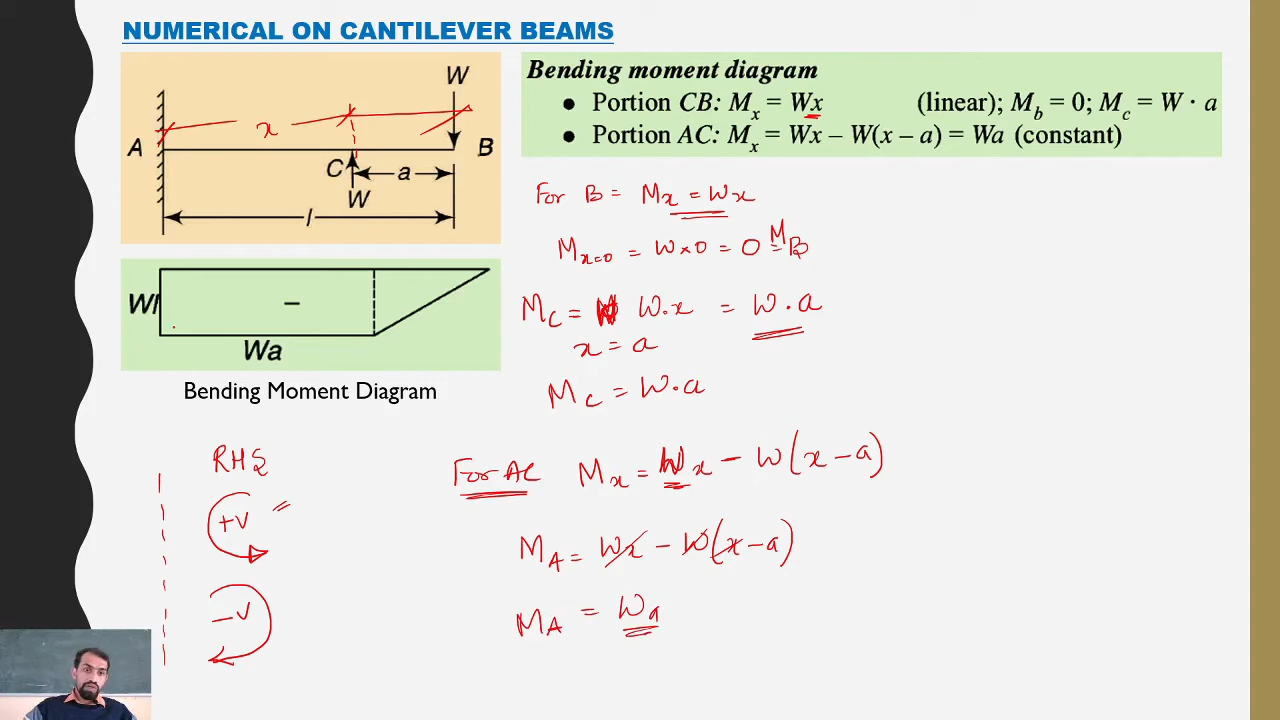 NUMERICAL ON CANTILEVER BEAMS
W
x
A
B
C
a
W
l
Bending moment diagram
• Portion CB: Mx = Wx (linear); Mb = 0; Mc = W · a
• Portion AC: Mx = Wx – W(x – a) = Wa (constant)
Wl
–
Wa
Bending Moment Diagram
For B = Mx = Wx
Mx=0 = W×0 = 0 = MB
MC = W.x = W.a
x = a
MC = W.a
RHS
+V
–V
For AC Mx = Wx – W(x – a)
MA = Wx – W(x – a)
MA = Wa